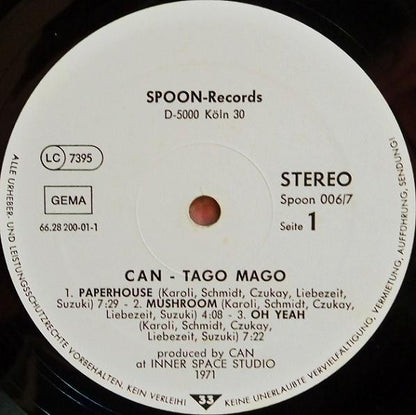 SPOON-Records
D-5000 Köln 30
LC 7395
GEMA
66.28 200-01-1
STEREO
Spoon 006/7
Seite 1
CAN - TAGO MAGO
1. PAPERHOUSE (Karoli, Schmidt, Czukay, Liebezeit,
Suzuki) 7:29 - 2. MUSHROOM (Karoli, Schmidt, Czukay,
Liebezeit, Suzuki) 4:08 - 3. OH YEAH
(Karoli, Schmidt, Czukay,
Liebezeit, Suzuki) 7:22
produced by CAN
at INNER SPACE STUDIO
1971
ALLE URHEBER- UND LEISTUNGSSCHUTZRECHTE VORBEHALTEN. KEIN VERLEIH! 33 KEINE UNERLAUBTE VERVIELFÄLTIGUNG, VERMIETUNG, AUFFÜHRUNG, SENDUNG!